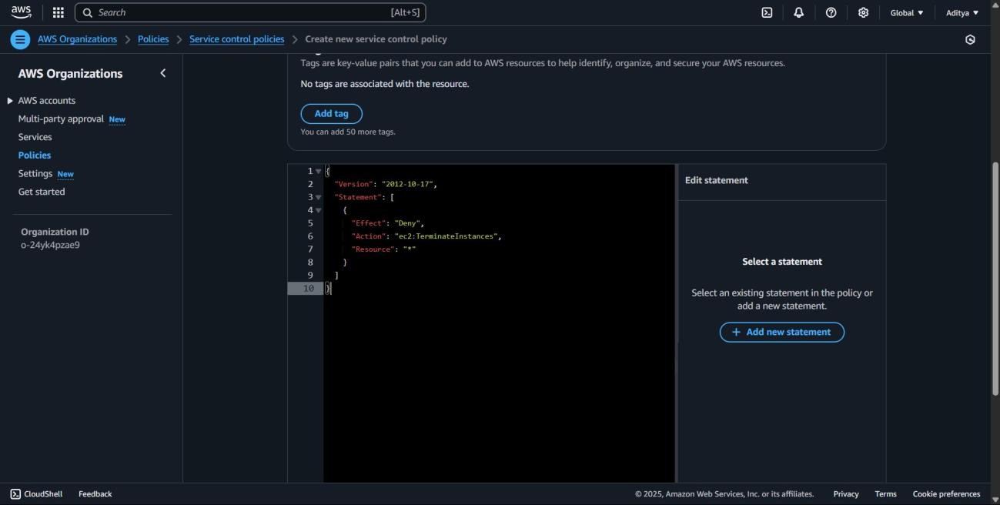 aws
Search [Alt+S]
Global Aditya
AWS Organizations Policies Service control policies Create new service control policy
AWS Organizations
AWS accounts
Multi-party approval New
Services
Policies
Settings New
Get started
Organization ID
o-24yk4pzae9
Tags are key-value pairs that you can add to AWS resources to help identify, organize, and secure your AWS resources.
No tags are associated with the resource.
Add tag
You can add 50 more tags.
1 {
2 "Version": "2012-10-17",
3 "Statement": [
4 {
5 "Effect": "Deny",
6 "Action": "ec2:TerminateInstances",
7 "Resource": "*"
8 }
9 ]
10 }
Edit statement
Select a statement
Select an existing statement in the policy or
add a new statement.
+ Add new statement
CloudShell Feedback © 2025, Amazon Web Services, Inc. or its affiliates. Privacy Terms Cookie preferences